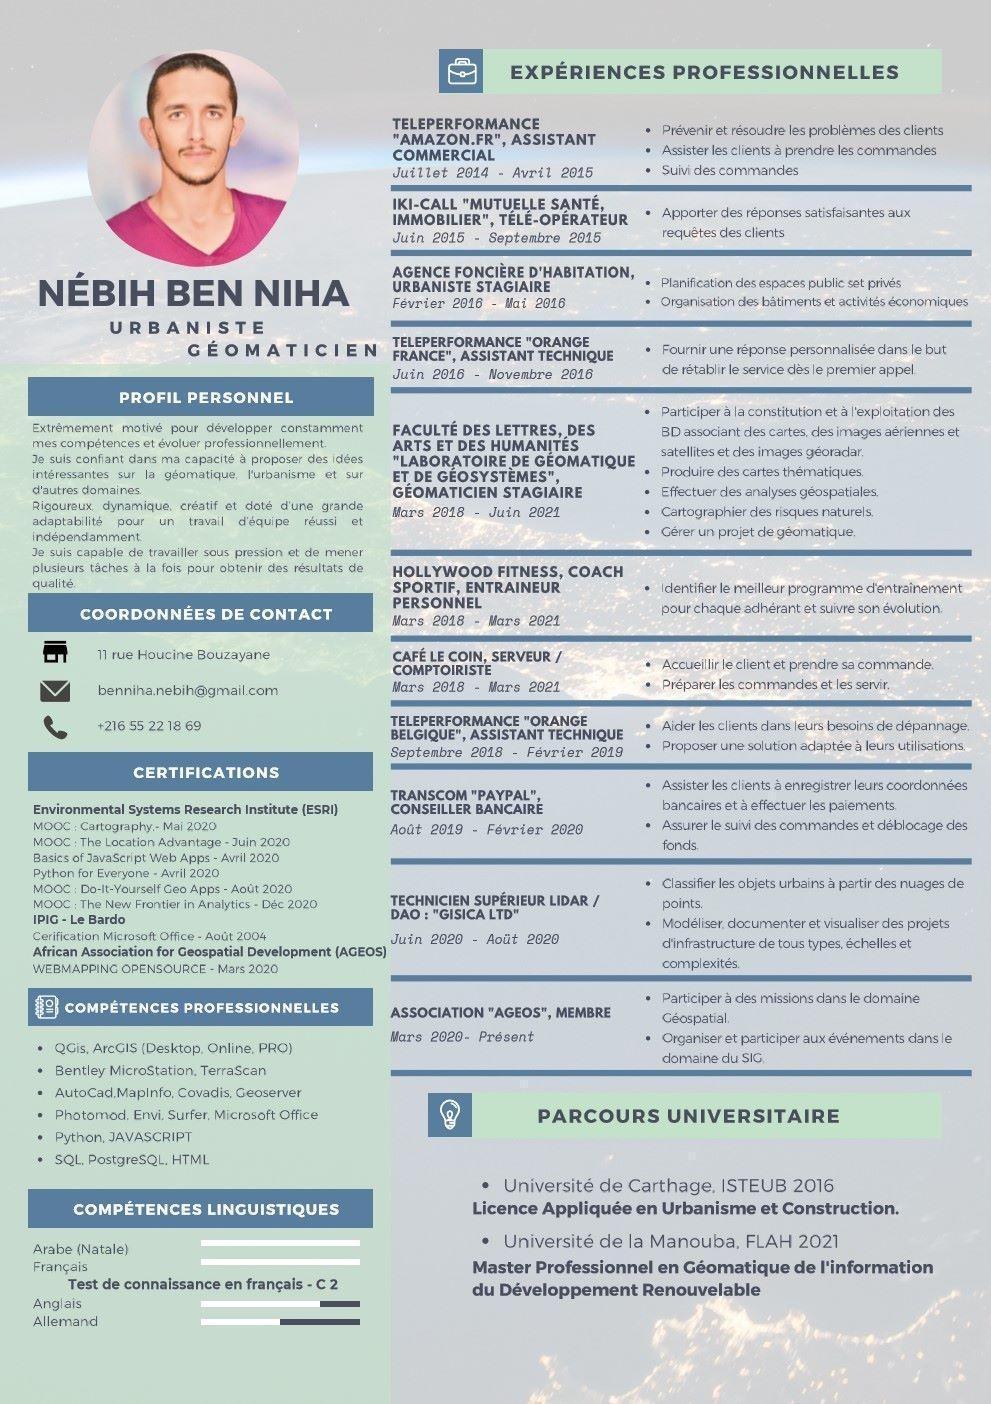 NÉBIH BEN NIHA
URBANISTE
GÉOMATICIEN
PROFIL PERSONNEL
Extrêmement motivé pour développer constamment
mes compétences et évoluer professionnellement.
Je suis confiant dans ma capacité à proposer des idées
intéressantes sur la géomatique, l'urbanisme et sur
d'autres domaines.
Rigoureux, dynamique, créatif et doté d'une grande
adaptabilité pour un travail d'équipe réussi et
indépendamment.
Je suis capable de travailler sous pression et de mener
plusieurs tâches à la fois pour obtenir des résultats de
qualité.
COORDONNÉES DE CONTACT
11 rue Houcine Bouzayane
benniha.nebih@gmail.com
+216 55 22 18 69
CERTIFICATIONS
Environmental Systems Research Institute (ESRI)
MOOC : Cartography.- Mai 2020
MOOC : The Location Advantage - Juin 2020
Basics of JavaScript Web Apps - Avril 2020
Python for Everyone - Avril 2020
MOOC : Do-It-Yourself Geo Apps - Août 2020
MOOC : The New Frontier in Analytics - Déc 2020
IPIG - Le Bardo
Cerification Microsoft Office - Août 2004
African Association for Geospatial Development (AGEOS)
WEBMAPPING OPENSOURCE - Mars 2020
COMPÉTENCES PROFESSIONNELLES
• QGis, ArcGIS (Desktop, Online, PRO)
• Bentley MicroStation, TerraScan
• AutoCad,MapInfo, Covadis, Geoserver
• Photomod, Envi, Surfer, Microsoft Office
• Python, JAVASCRIPT
• SQL, PostgreSQL, HTML
COMPÉTENCES LINGUISTIQUES
Arabe (Natale)
Français
Test de connaissance en français - C 2
Anglais
Allemand
EXPÉRIENCES PROFESSIONNELLES
TELEPERFORMANCE
"AMAZON.FR", ASSISTANT
COMMERCIAL
Juillet 2014 - Avril 2015
• Prévenir et résoudre les problèmes des clients
• Assister les clients à prendre les commandes
• Suivi des commandes
IKI-CALL "MUTUELLE SANTÉ,
IMMOBILIER", TÉLÉ-OPÉRATEUR
Juin 2015 - Septembre 2015
• Apporter des réponses satisfaisantes aux
requêtes des clients
AGENCE FONCIÈRE D'HABITATION,
URBANISTE STAGIAIRE
Février 2016 - Mai 2016
• Planification des espaces public set privés
• Organisation des bâtiments et activités économiques
TELEPERFORMANCE "ORANGE
FRANCE", ASSISTANT TECHNIQUE
Juin 2016 - Novembre 2016
• Fournir une réponse personnalisée dans le but
de rétablir le service dès le premier appel.
FACULTÉ DES LETTRES, DES
ARTS ET DES HUMANITÉS
"LABORATOIRE DE GÉOMATIQUE
ET DE GÉOSYSTÈMES",
GÉOMATICIEN STAGIAIRE
Mars 2018 - Juin 2021
• Participer à la constitution et à l'exploitation des
BD associant des cartes, des images aériennes et
satellites et des images géoradar.
• Produire des cartes thématiques.
• Effectuer des analyses géospatiales.
• Cartographier des risques naturels.
• Gérer un projet de géomatique.
HOLLYWOOD FITNESS, COACH
SPORTIF, ENTRAINEUR
PERSONNEL
Mars 2018 - Mars 2021
• Identifier le meilleur programme d'entraînement
pour chaque adhérant et suivre son évolution.
CAFÉ LE COIN, SERVEUR /
COMPTOIRISTE
Mars 2018 - Mars 2021
• Accueillir le client et prendre sa commande.
• Préparer les commandes et les servir.
TELEPERFORMANCE "ORANGE
BELGIQUE", ASSISTANT TECHNIQUE
Septembre 2018 - Février 2019
• Aider les clients dans leurs besoins de dépannage.
• Proposer une solution adaptée à leurs utilisations.
TRANSCOM "PAYPAL",
CONSEILLER BANCAIRE
Août 2019 - Février 2020
• Assister les clients à enregistrer leurs coordonnées
bancaires et à effectuer les paiements.
• Assurer le suivi des commandes et déblocage des
fonds.
TECHNICIEN SUPÉRIEUR LIDAR /
DAO : "GISICA LTD"
Juin 2020 - Août 2020
• Classifier les objets urbains à partir des nuages de
points.
• Modéliser, documenter et visualiser des projets
d'infrastructure de tous types, échelles et
complexités.
ASSOCIATION "AGEOS", MEMBRE
Mars 2020- Présent
• Participer à des missions dans le domaine
Géospatial.
• Organiser et participer aux événements dans le
domaine du SIG.
PARCOURS UNIVERSITAIRE
• Université de Carthage, ISTEUB 2016
Licence Appliquée en Urbanisme et Construction.
• Université de la Manouba, FLAH 2021
Master Professionnel en Géomatique de l'information
du Développement Renouvelable